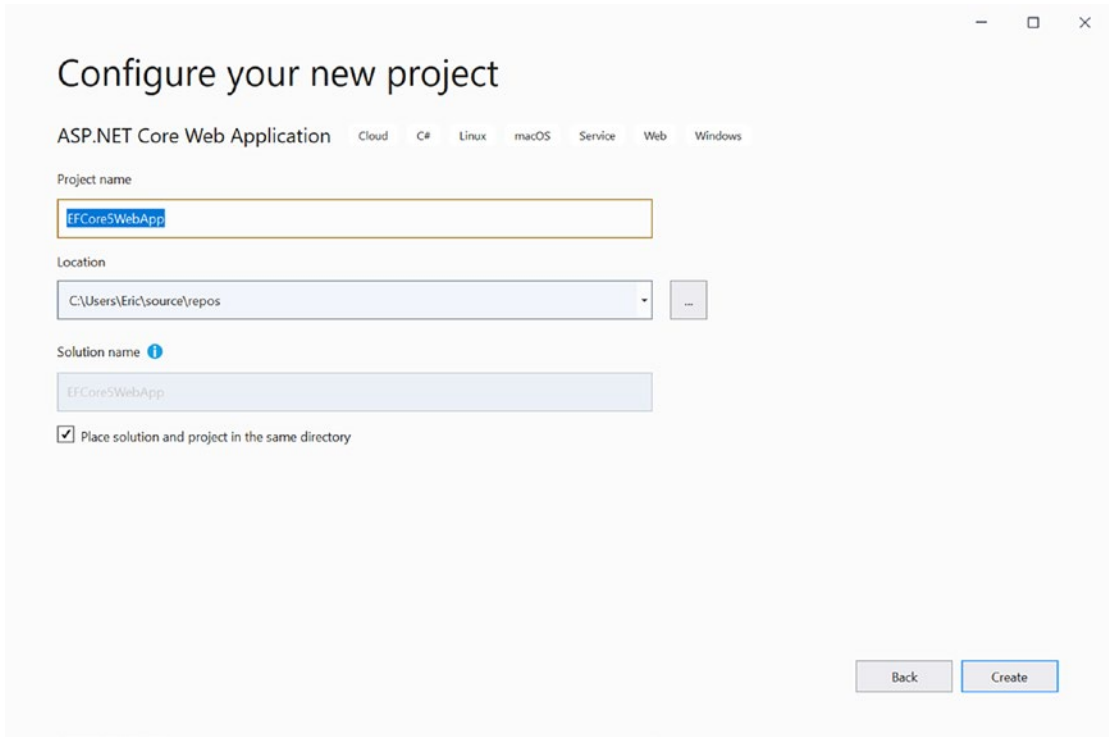 Configure your new project
ASP.NET Core Web Application Cloud C# Linux macOS Service Web Windows
Project name
EFCore5WebApp
Location
C:\Users\Eric\source\repos
...
Solution name
EFCore5WebApp
Place solution and project in the same directory
Back Create